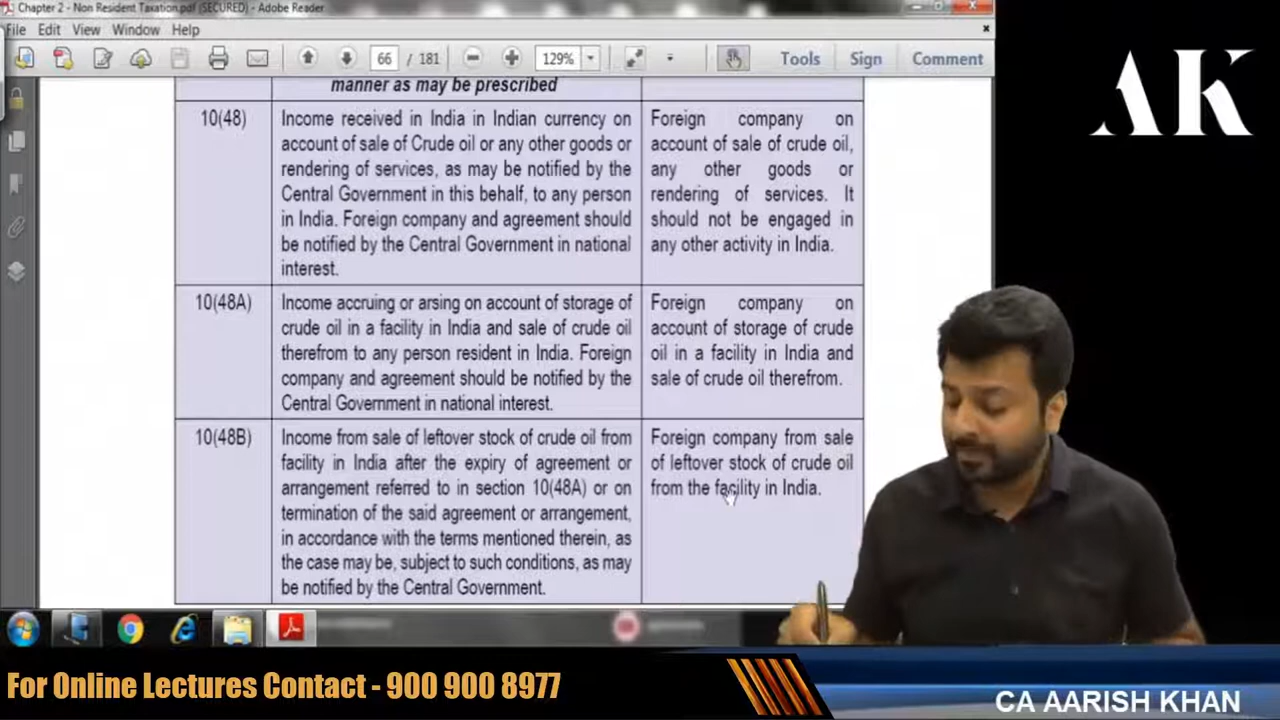 Chapter 2 - Non Resident Taxation.pdf (SECURED) - Adobe Reader
File Edit View Window Help
66 / 181
129%
Tools Sign Comment
AK
manner as may be prescribed
10(48)
Income received in India in Indian currency on
account of sale of Crude oil or any other goods or
rendering of services, as may be notified by the
Central Government in this behalf, to any person
in India. Foreign company and agreement should
be notified by the Central Government in national
interest.
Foreign company on
account of sale of crude oil,
any other goods or
rendering of services. It
should not be engaged in
any other activity in India.
10(48A)
Income accruing or arsing on account of storage of
crude oil in a facility in India and sale of crude oil
therefrom to any person resident in India. Foreign
company and agreement should be notified by the
Central Government in national interest.
Foreign company on
account of storage of crude
oil in a facility in India and
sale of crude oil therefrom.
10(48B)
Income from sale of leftover stock of crude oil from
facility in India after the expiry of agreement or
arrangement referred to in section 10(48A) or on
termination of the said agreement or arrangement,
in accordance with the terms mentioned therein, as
the case may be, subject to such conditions, as may
be notified by the Central Government.
Foreign company from sale
of leftover stock of crude oil
from the facility in India.
For Online Lectures Contact - 900 900 8977
CA AARISH KHAN